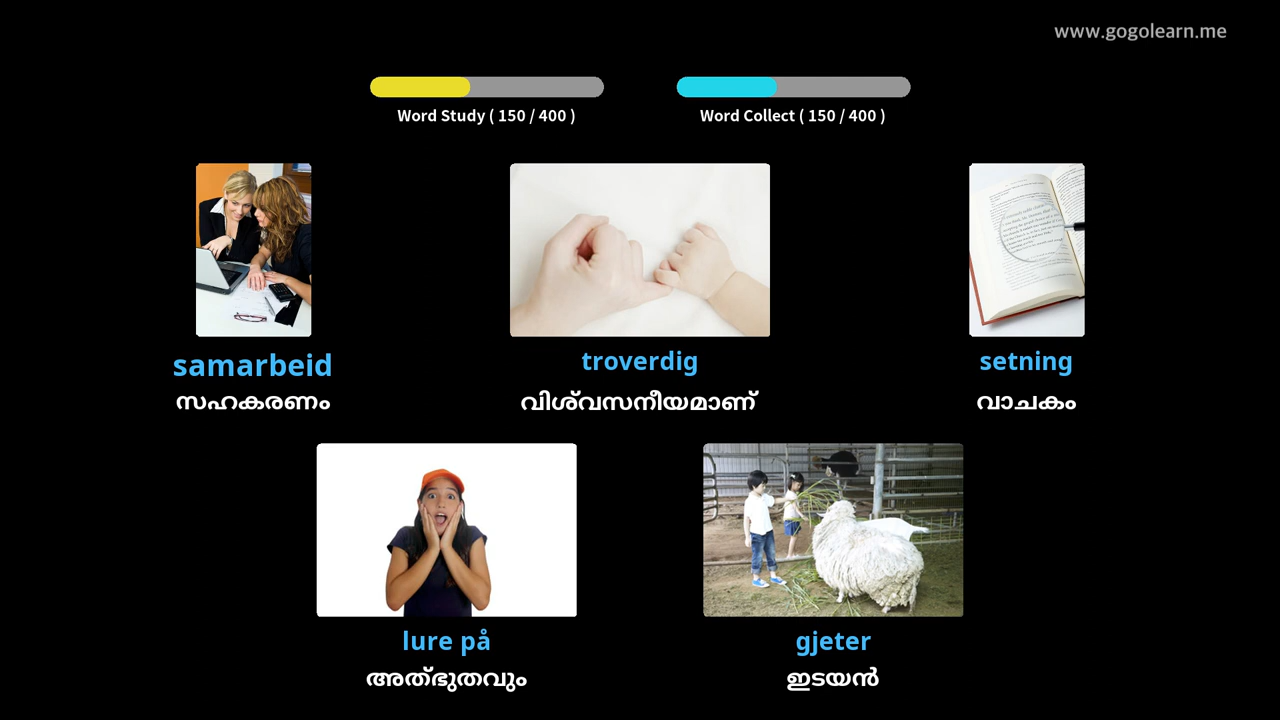 www.gogolearn.me
Word Study ( 150 / 400 )
Word Collect ( 150 / 400 )
samarbeid
സഹകരണം
troverdig
വിശ്വസനീയമാണ്
setning
വാചകം
lure på
അത്ഭുതവും
gjeter
ഇടയൻ